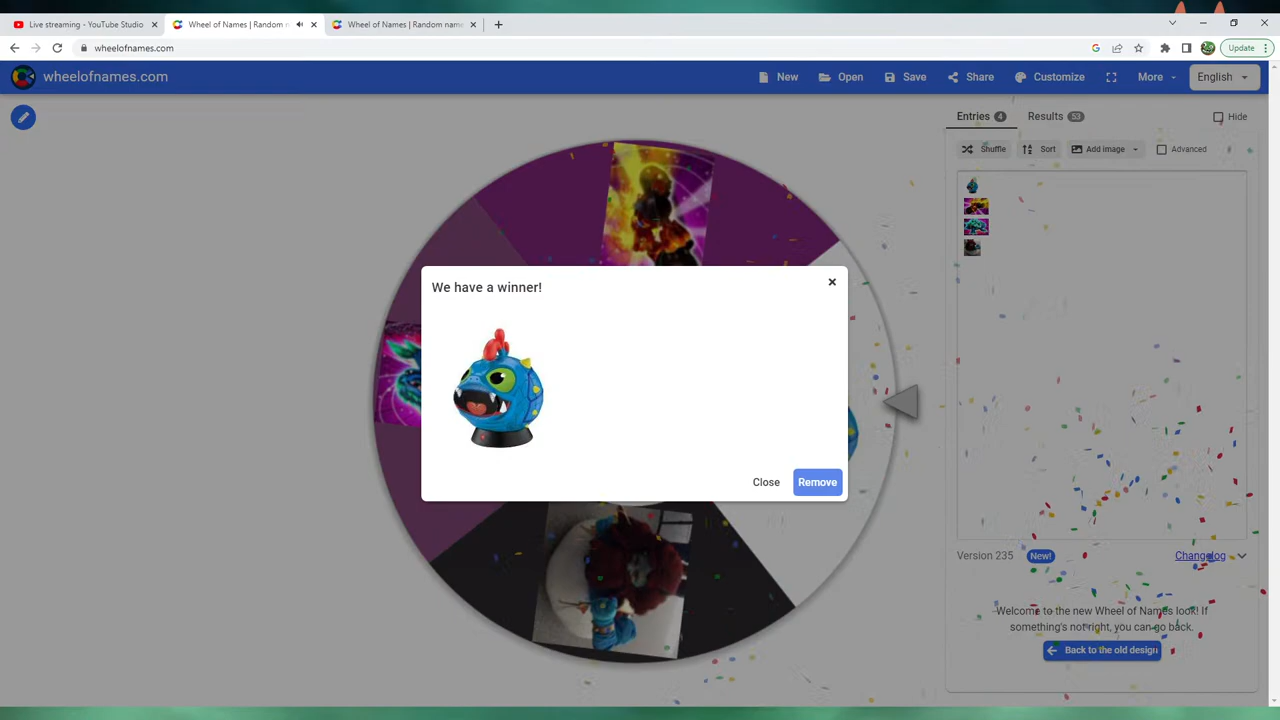 Live streaming - YouTube Studio
Wheel of Names | Random n
Wheel of Names | Random name
wheelofnames.com
Update
wheelofnames.com
New
Open
Save
Share
Customize
More
English
Entries 4
Results 53
Hide
Shuffle
Sort
Add image
Advanced
We have a winner!
Close
Remove
Version 235
New!
Changelog
Welcome to the new Wheel of Names look! If
something's not right, you can go back.
Back to the old design